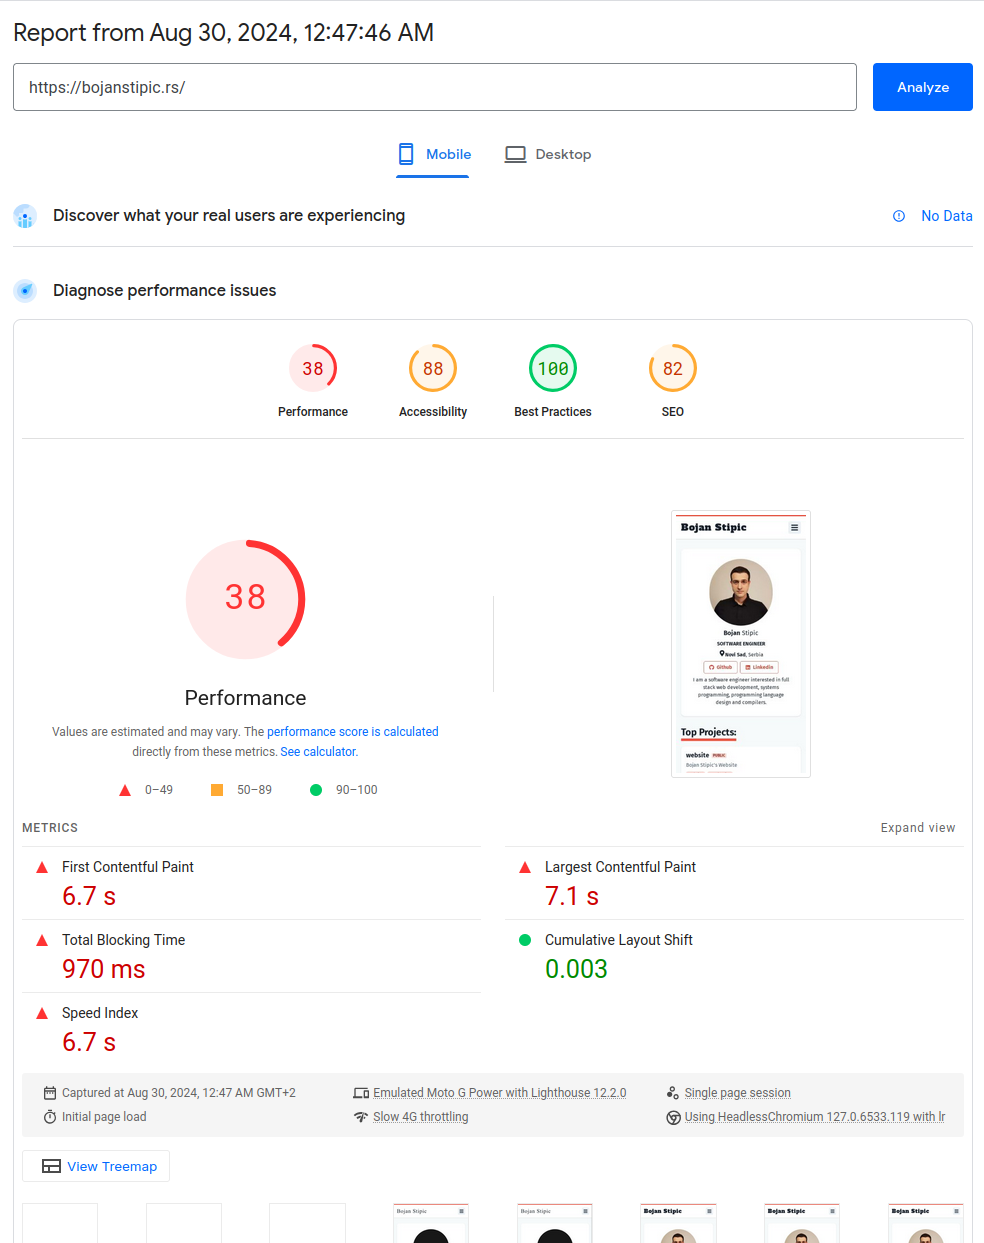 Report from Aug 30, 2024, 12:47:46 AM
https://bojanstipic.rs/
Analyze
Mobile
Desktop
Discover what your real users are experiencing
No Data
Diagnose performance issues
38
88
100
82
Performance
Accessibility
Best Practices
SEO
38
Performance
Values are estimated and may vary. The performance score is calculated
directly from these metrics. See calculator.
0–49
50–89
90–100
Bojan Stipic
Bojan Stipic
SOFTWARE ENGINEER
Novi Sad, Serbia
Github
Linkedin
I am a software engineer interested in full
stack web development, systems
programming, programming language
design and compilers.
Top Projects:
website PUBLIC
Bojan Stipic's Website
METRICS
Expand view
First Contentful Paint
6.7 s
Largest Contentful Paint
7.1 s
Total Blocking Time
970 ms
Cumulative Layout Shift
0.003
Speed Index
6.7 s
Captured at Aug 30, 2024, 12:47 AM GMT+2
Emulated Moto G Power with Lighthouse 12.2.0
Single page session
Initial page load
Slow 4G throttling
Using HeadlessChromium 127.0.6533.119 with lr
View Treemap
Bojan Stipic
Bojan Stipic
Bojan Stipic
Bojan Stipic
Bojan Stipic